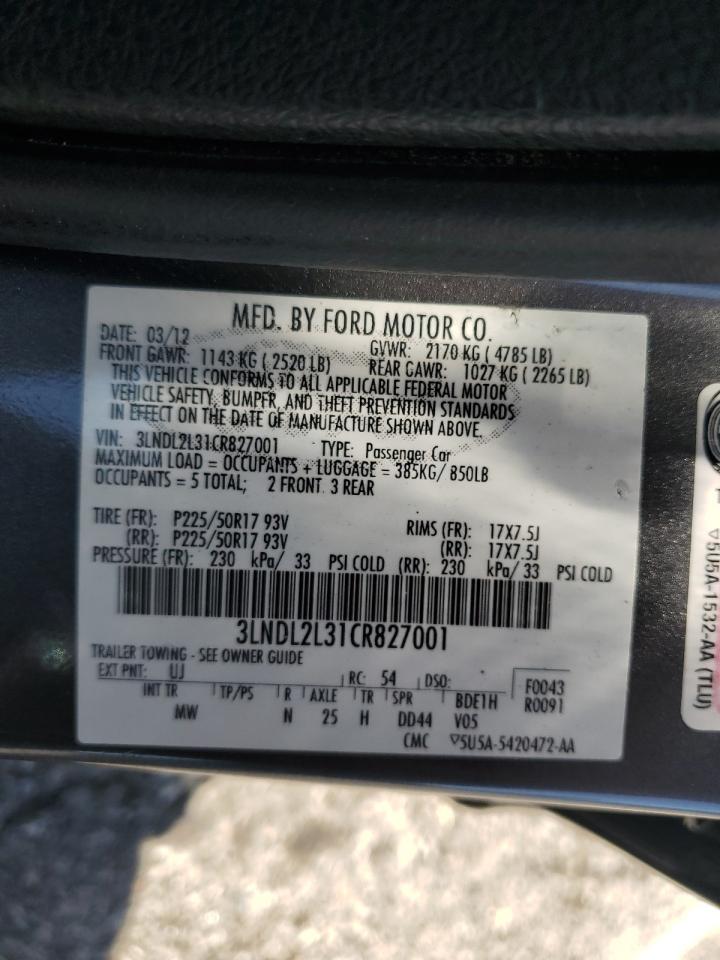 MFD. BY FORD MOTOR CO.
DATE: 03/12 GVWR: 2170 KG ( 4785 LB)
FRONT GAWR: 1143 KG ( 2520 LB) REAR GAWR: 1027 KG ( 2265 LB)
THIS VEHICLE CONFORMS TO ALL APPLICABLE FEDERAL MOTOR
VEHICLE SAFETY, BUMPER, AND THEFT PREVENTION STANDARDS
IN EFFECT ON THE DATE OF MANUFACTURE SHOWN ABOVE.
VIN: 3LNDL2L31CR827001 TYPE: Passenger Car
MAXIMUM LOAD = OCCUPANTS + LUGGAGE = 385KG/ 850LB
OCCUPANTS = 5 TOTAL; 2 FRONT 3 REAR
TIRE (FR): P225/50R17 93V RIMS (FR): 17X7.5J
(RR): P225/50R17 93V (RR): 17X7.5J
PRESSURE (FR): 230 kPa/ 33 PSI COLD (RR): 230 kPa/ 33 PSI COLD
3LNDL2L31CR827001
TRAILER TOWING - SEE OWNER GUIDE
EXT PNT: UJ RC: 54 DSO: F0043
INT TR TP/PS R AXLE TR SPR BDE1H R0091
MW N 25 H DD44 V05
CMC 5U5A-5420472-AA
5U5A-1532-AA (TLU)